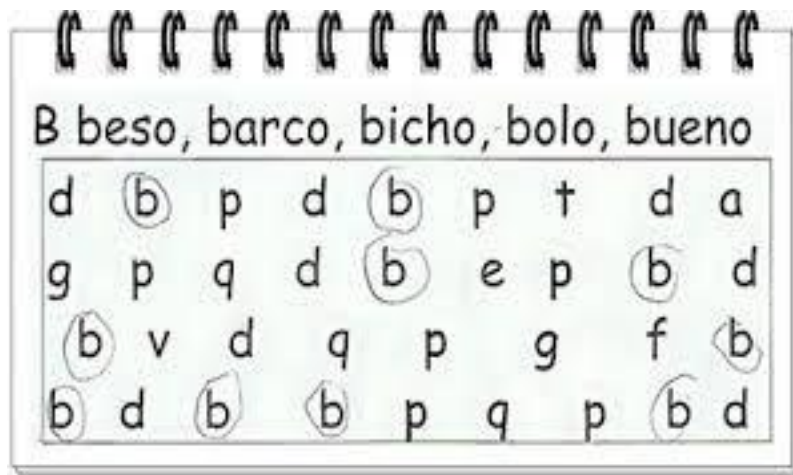 B beso, barco, bicho, bolo, bueno
d b p d b p t d a
g p q d b e p b d
b v d q p g f b
b d b b p q p b d